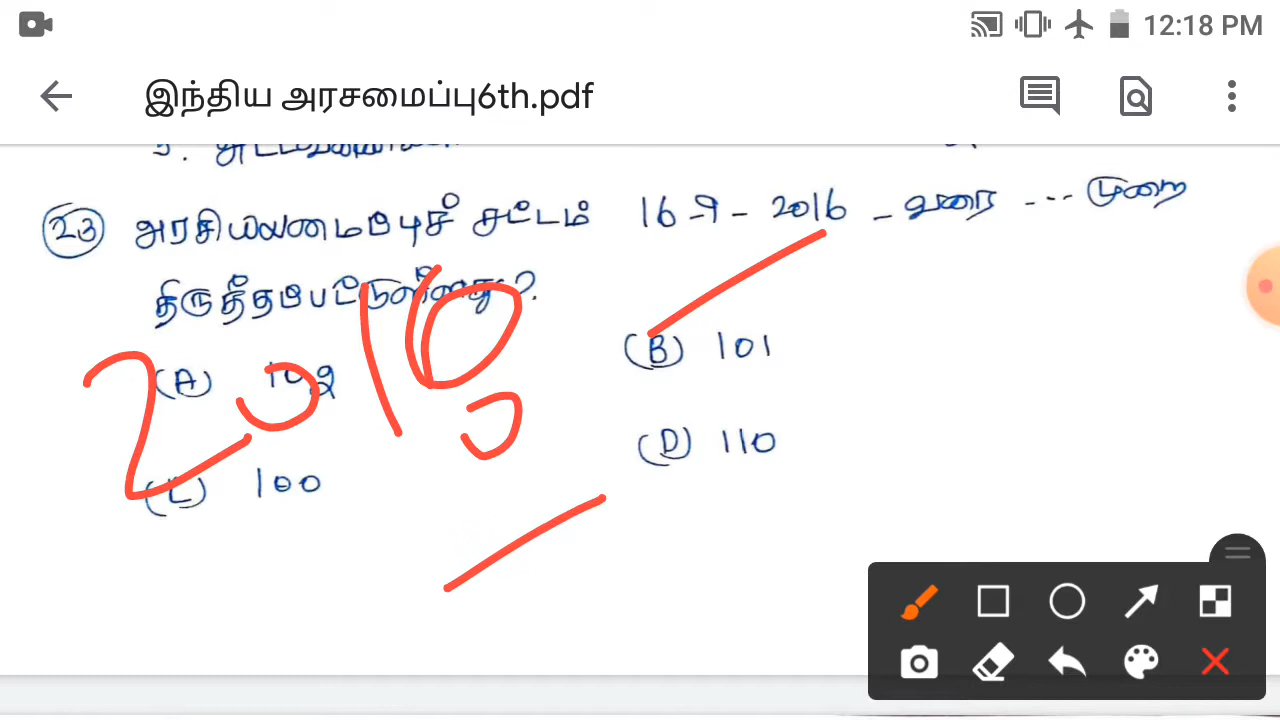 12:18 PM
இந்திய அரசமைப்பு6th.pdf
23 அரசியலமைப்புச் சட்டம் 16-9-2016 - வரை --- முறை
திருத்தப்பட்டுள்ளது?
(A) 102
(B) 101
2016
(C) 100
(D) 110